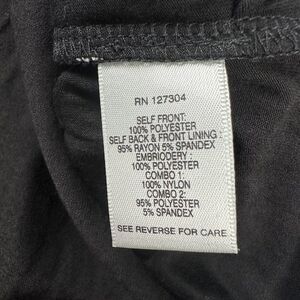 RN 127304
SELF FRONT:
100% POLYESTER
SELF BACK & FRONT LINING :
95% RAYON 5% SPANDEX
EMBRIODERY :
100% POLYESTER
COMBO 1:
100% NYLON
COMBO 2:
95% POLYESTER
5% SPANDEX
SEE REVERSE FOR CARE